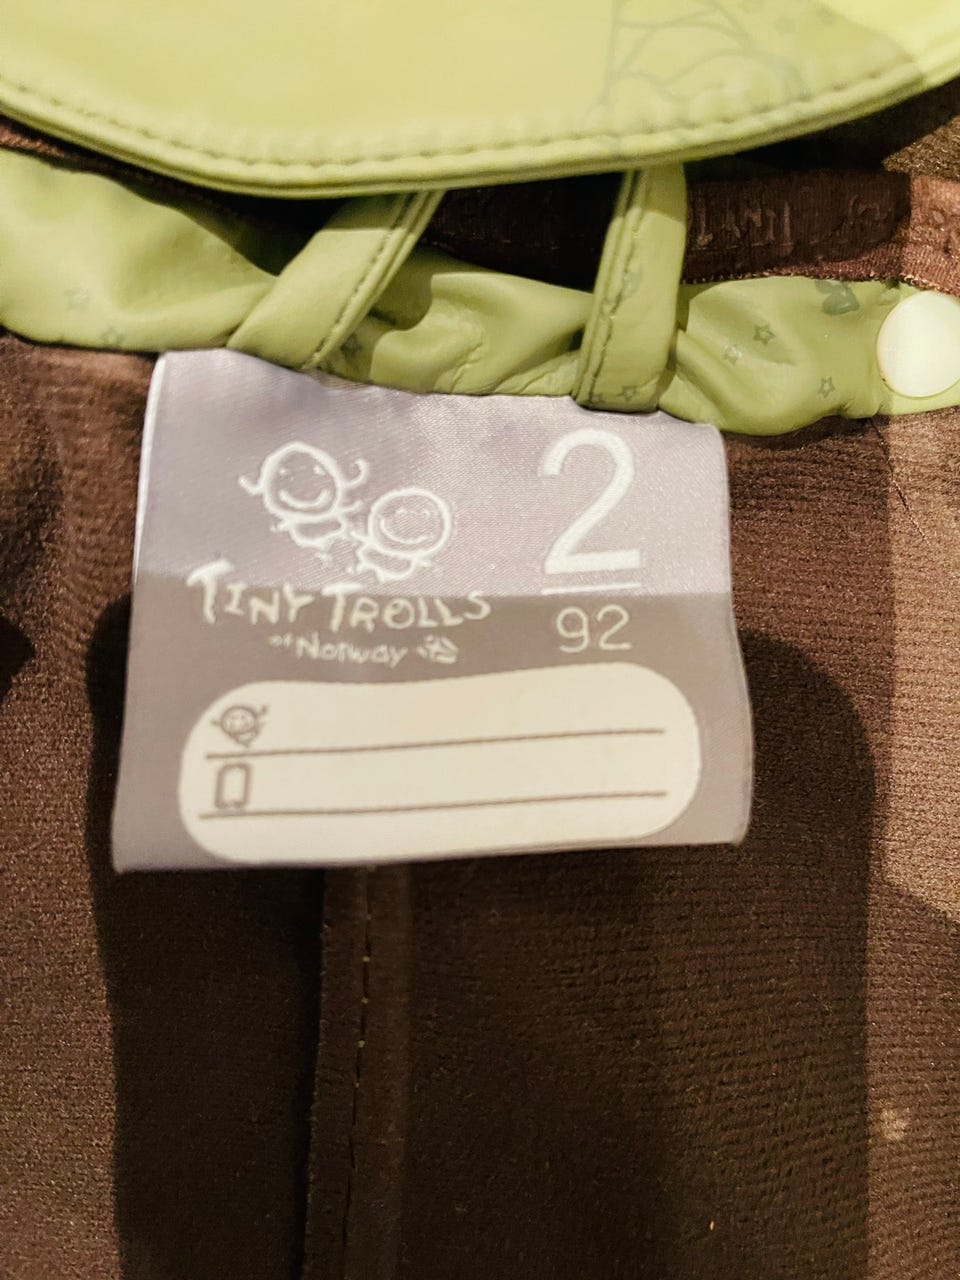 2
TINY TROLLS
of Norway
92